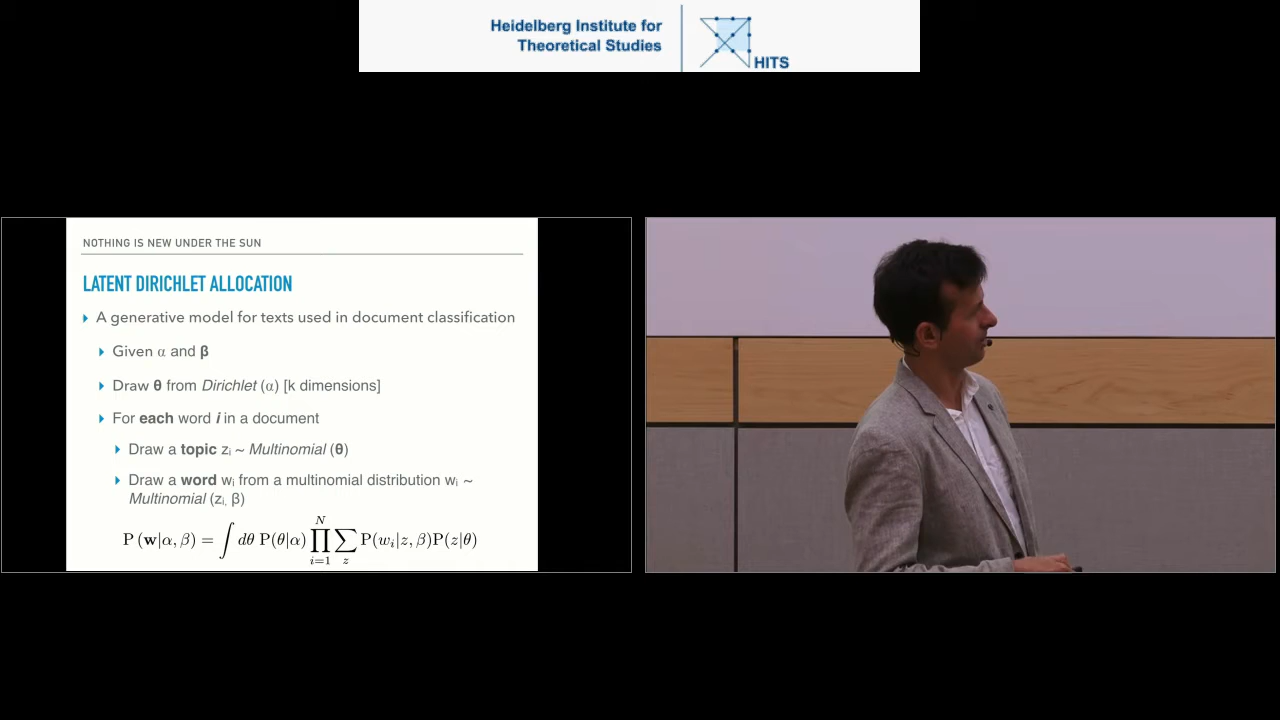 Heidelberg Institute for
Theoretical Studies
HITS
NOTHING IS NEW UNDER THE SUN
LATENT DIRICHLET ALLOCATION
A generative model for texts used in document classification
Given α and β
Draw θ from Dirichlet (α) [k dimensions]
For each word i in a document
Draw a topic zᵢ ~ Multinomial (θ)
Draw a word wᵢ from a multinomial distribution wᵢ ~
Multinomial (zᵢ, β)
P (w|α, β) = ∫ dθ P(θ|α) ∏_{i=1}^{N} ∑_{z} P(wᵢ|z, β)P(z|θ)